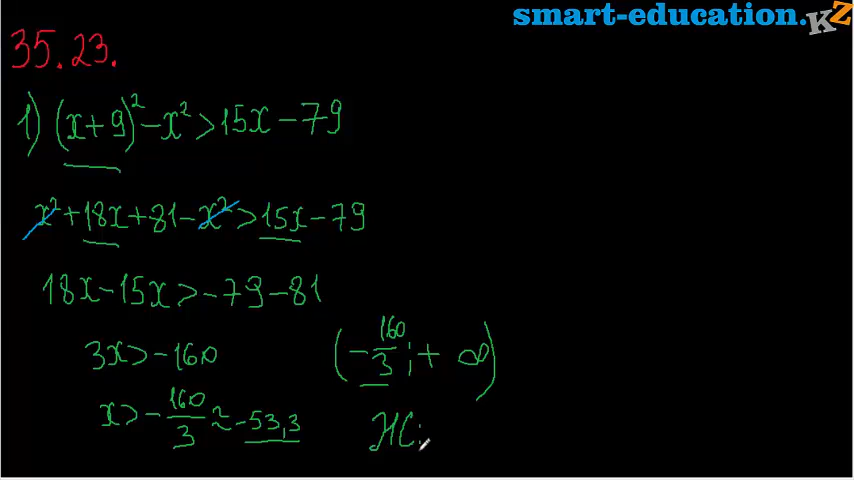 smart-education.KZ
35.23.
1) (x+9)² - x² > 15x - 79
x² + 18x + 81 - x² > 15x - 79
18x - 15x > -79 - 81
3x > -160
(-160/3; + ∞)
x > -160/3 ≈ -53,3
НС: